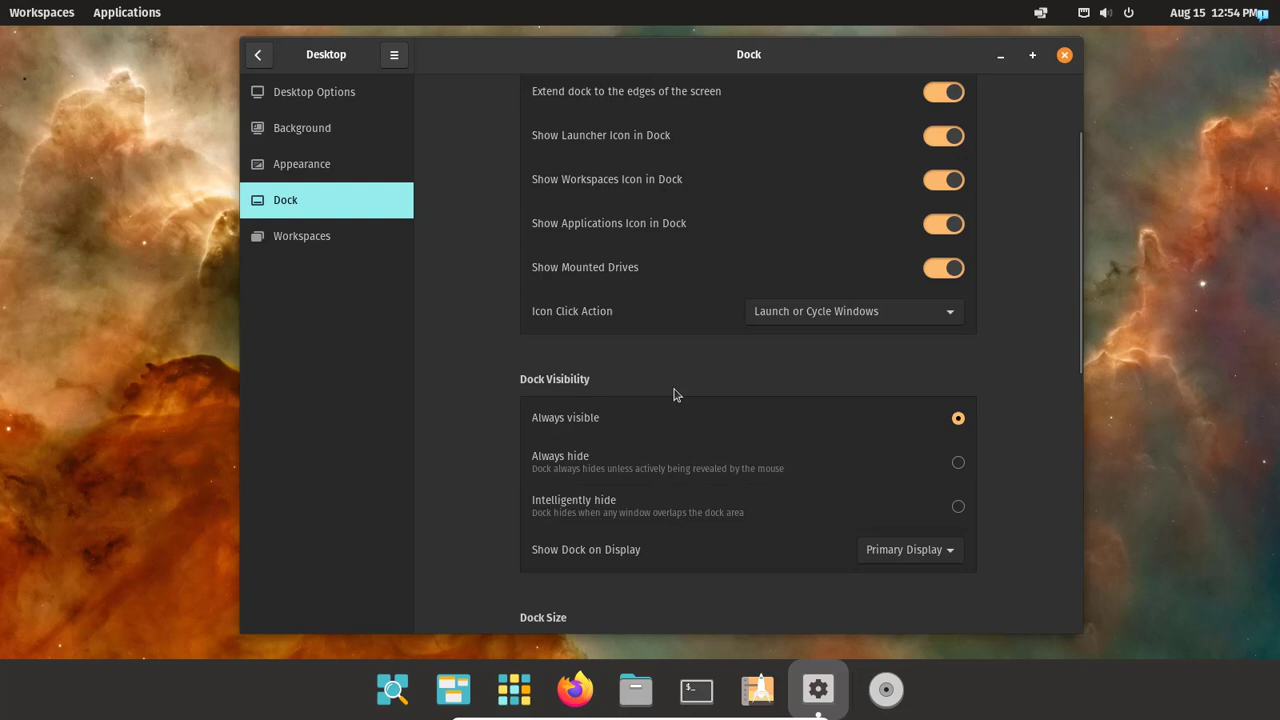 Workspaces Applications Aug 15 12:54 PM
Desktop Dock
Desktop Options
Background
Appearance
Dock
Workspaces
Extend dock to the edges of the screen
Show Launcher Icon in Dock
Show Workspaces Icon in Dock
Show Applications Icon in Dock
Show Mounted Drives
Icon Click Action Launch or Cycle Windows
Dock Visibility
Always visible
Always hide
Dock always hides unless actively being revealed by the mouse
Intelligently hide
Dock hides when any window overlaps the dock area
Show Dock on Display Primary Display
Dock Size
$_